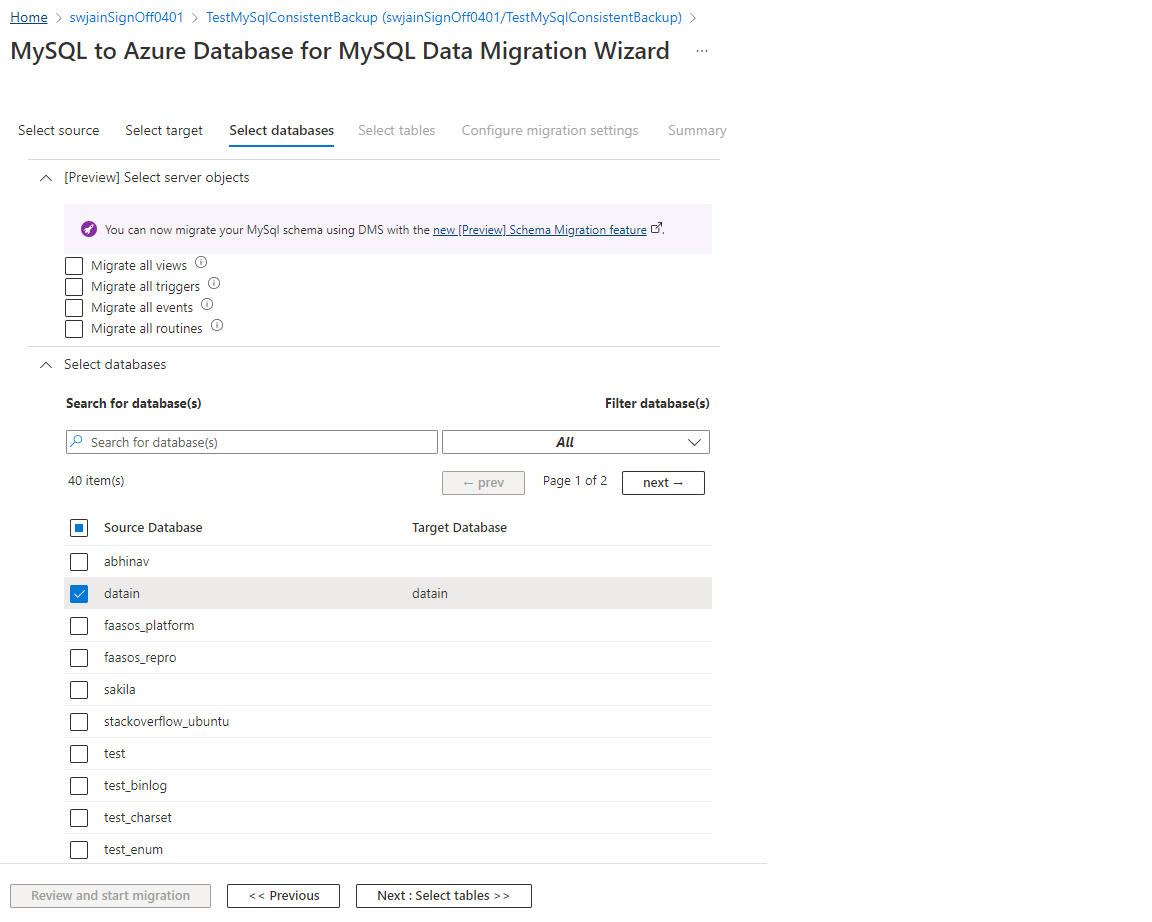 Home > swjainSignOff0401 > TestMySqlConsistentBackup (swjainSignOff0401/TestMySqlConsistentBackup) >
MySQL to Azure Database for MySQL Data Migration Wizard ...
Select source Select target Select databases Select tables Configure migration settings Summary
[Preview] Select server objects
You can now migrate your MySql schema using DMS with the new [Preview] Schema Migration feature.
Migrate all views
Migrate all triggers
Migrate all events
Migrate all routines
Select databases
Search for database(s) Filter database(s)
Search for database(s) All
40 item(s) ← prev Page 1 of 2 next →
Source Database Target Database
abhinav
datain datain
faasos_platform
faasos_repro
sakila
stackoverflow_ubuntu
test
test_binlog
test_charset
test_enum
Review and start migration << Previous Next : Select tables >>